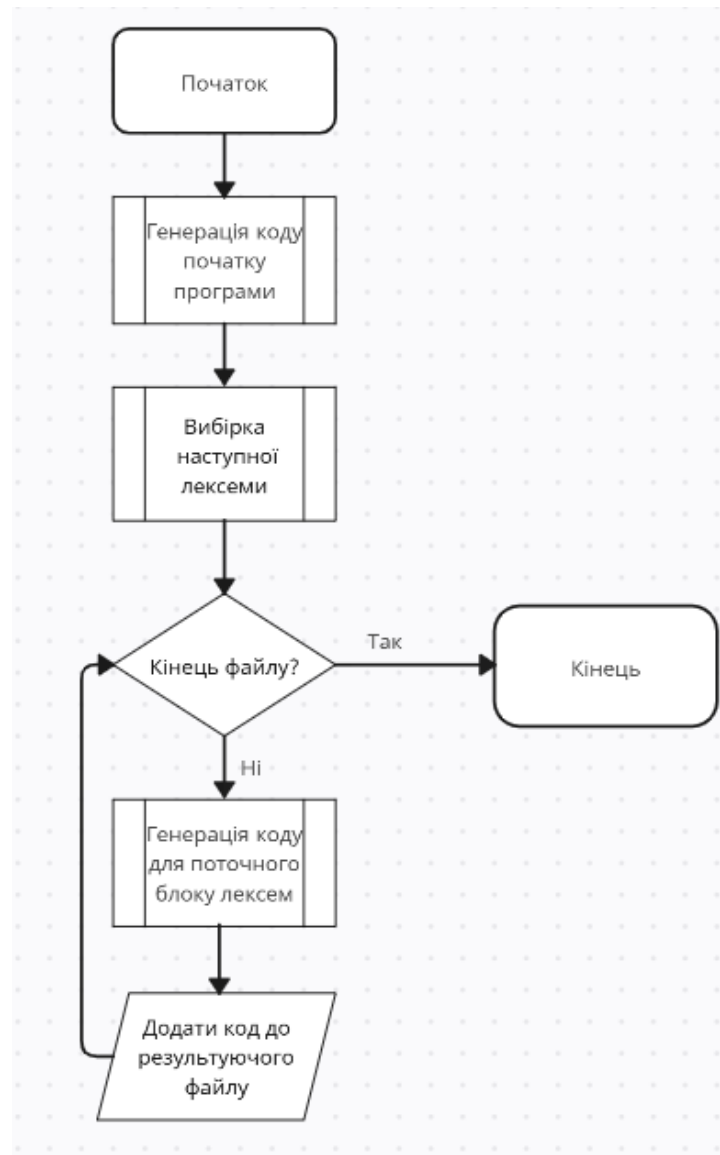 Початок
Генерація коду
початку
програми
Вибірка
наступної
лексеми
Кінець файлу?
Так
Кінець
Ні
Генерація коду
для поточного
блоку лексем
Додати код до
результуючого
файлу